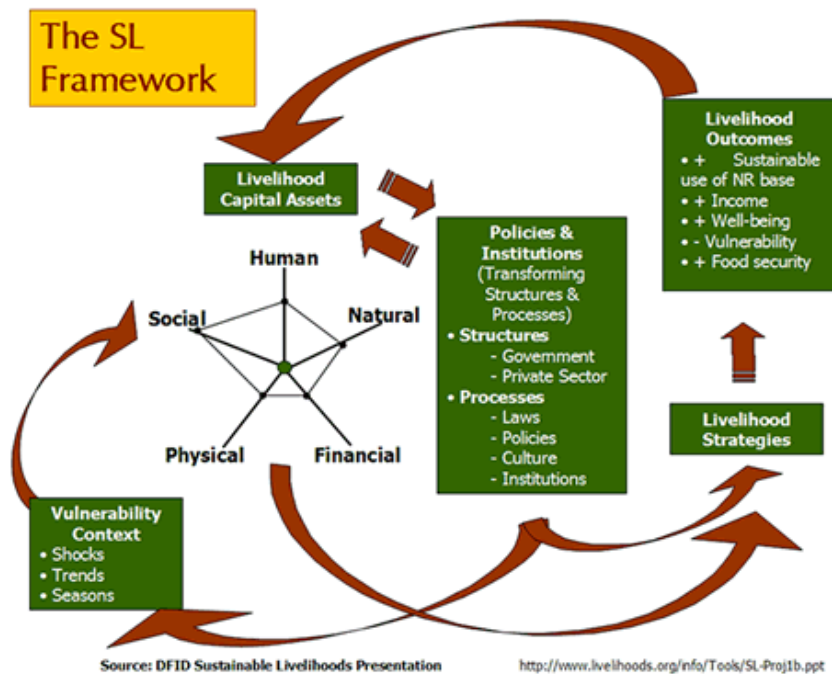 The SL
Framework
Livelihood
Capital Assets
Human
Social
Natural
Physical
Financial
Vulnerability
Context
• Shocks
• Trends
• Seasons
Policies &
Institutions
(Transforming
Structures &
Processes)
• Structures
- Government
- Private Sector
• Processes
- Laws
- Policies
- Culture
- Institutions
Livelihood
Outcomes
• + Sustainable
use of NR base
• + Income
• + Well-being
• - Vulnerability
• + Food security
Livelihood
Strategies
Source: DFID Sustainable Livelihoods Presentation
http://www.livelihoods.org/info/Tools/SL-Proj1b.ppt